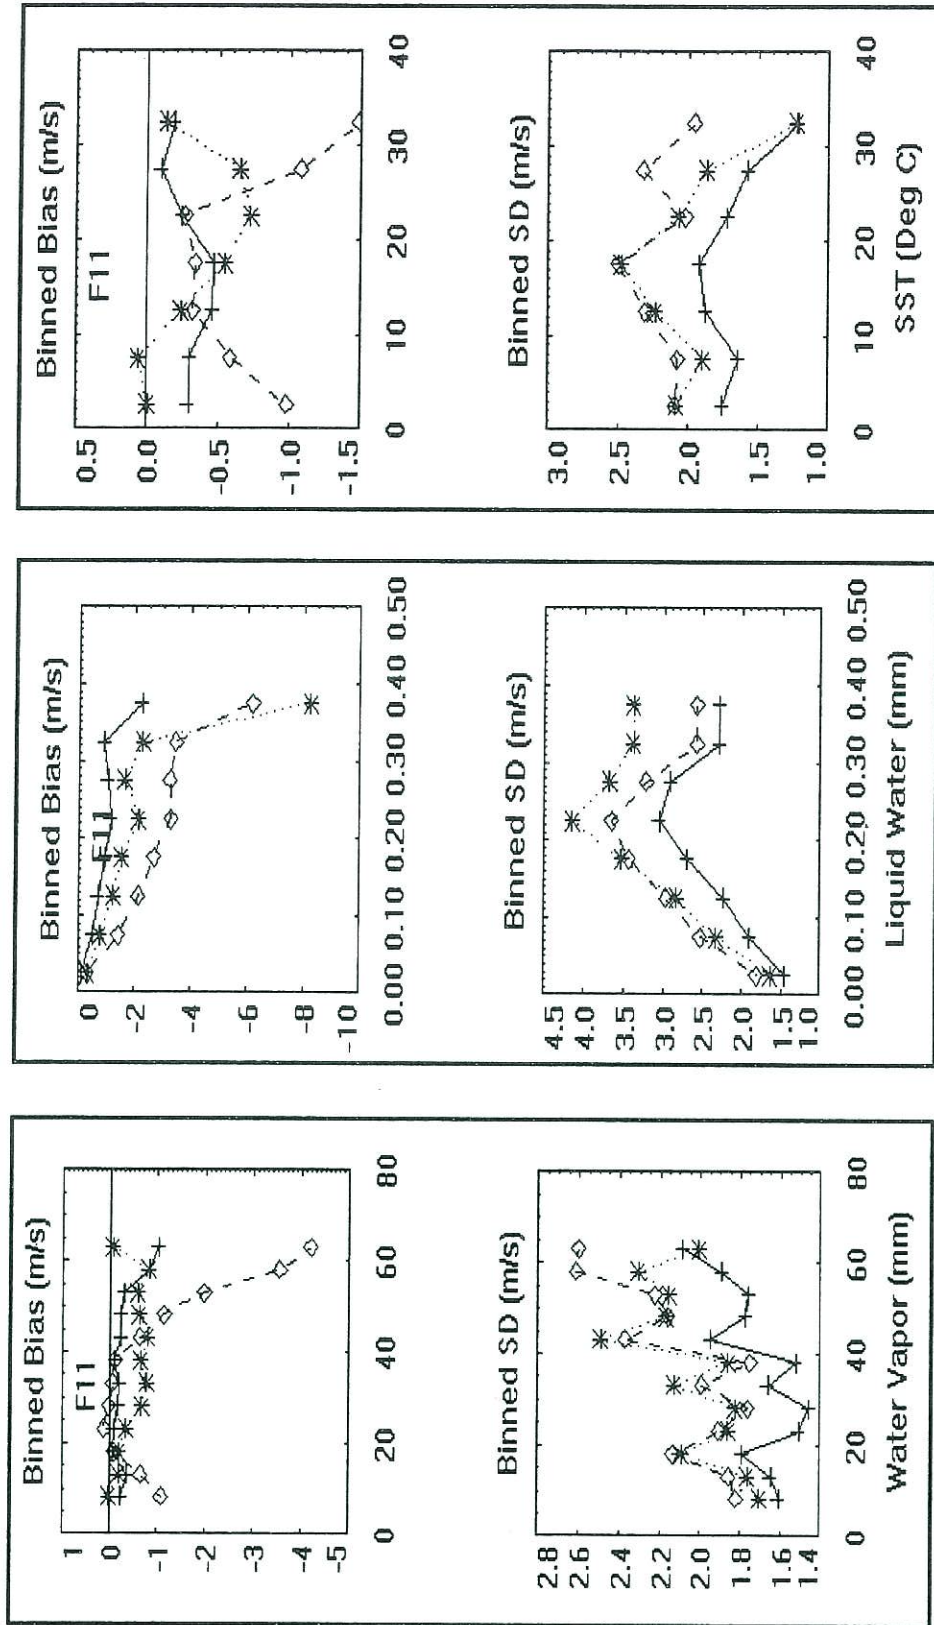 Binned Bias (m/s)
F11
1
0
-1
-2
-3
-4
-5
0 20 40 60 80
Binned SD (m/s)
2.8
2.6
2.4
2.2
2.0
1.8
1.6
1.4
0 20 40 60 80
Water Vapor (mm)
Binned Bias (m/s)
F11
0
-2
-4
-6
-8
-10
0.00 0.10 0.20 0.30 0.40 0.50
Binned SD (m/s)
4.5
4.0
3.5
3.0
2.5
2.0
1.5
1.0
0.00 0.10 0.20 0.30 0.40 0.50
Liquid Water (mm)
Binned Bias (m/s)
F11
0.5
0.0
-0.5
-1.0
-1.5
0 10 20 30 40
Binned SD (m/s)
3.0
2.5
2.0
1.5
1.0
0 10 20 30 40
SST (Deg C)